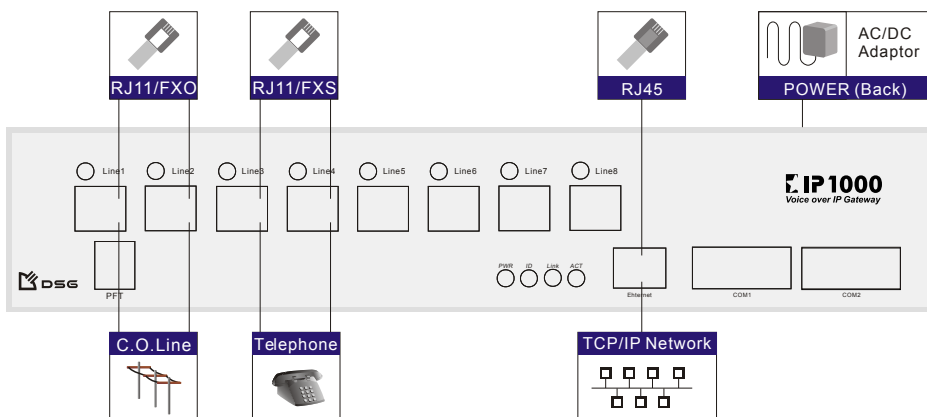 AC/DC
Adaptor
RJ11/FXO
RJ11/FXS
RJ45
POWER (Back)
Line1
Line2
Line3
Line4
Line5
Line6
Line7
Line8
IP1000
Voice over IP Gateway
PWR
ID
Link
ACT
DSG
PFT
Ehternet
COM1
COM2
C.O.Line
Telephone
TCP/IP Network